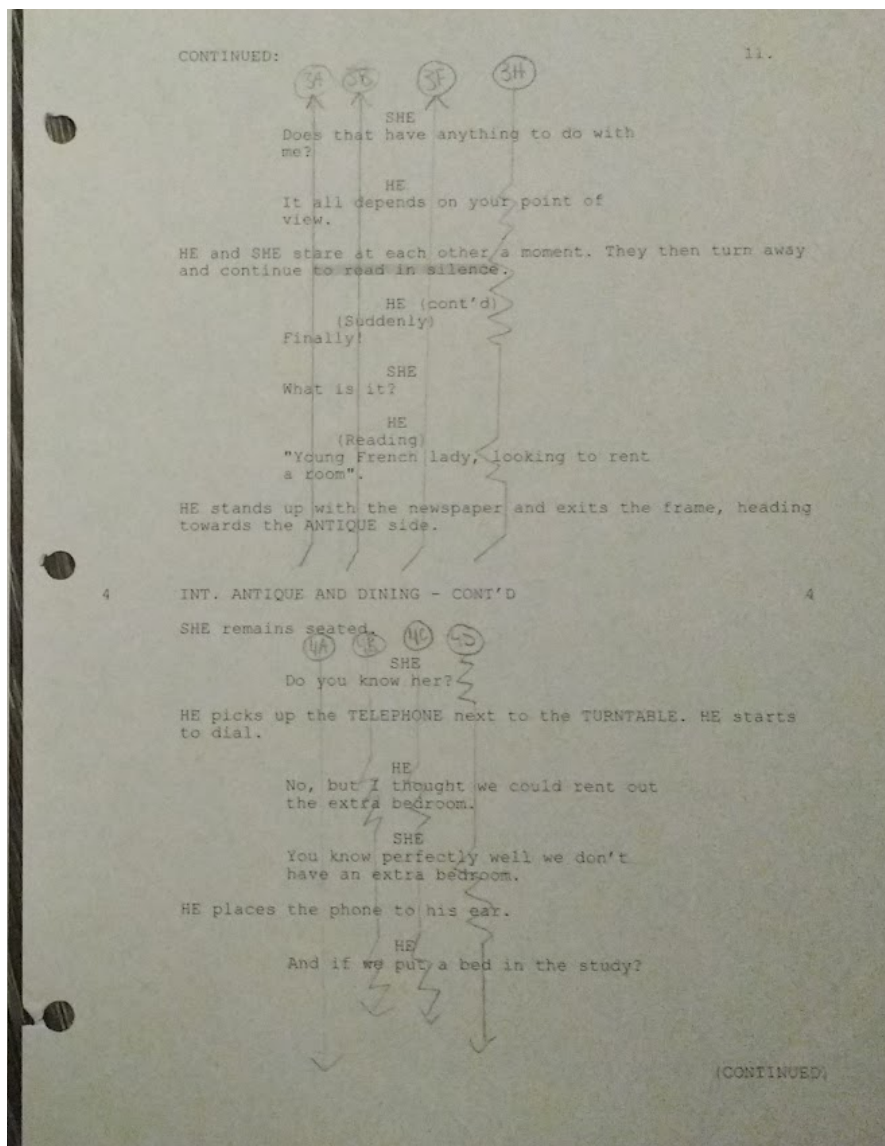 CONTINUED: 11.
3A 3B 3F 3H
SHE
Does that have anything to do with
me?
HE
It all depends on your point of
view.
HE and SHE stare at each other a moment. They then turn away
and continue to read in silence.
HE (cont'd)
(Suddenly)
Finally!
SHE
What is it?
HE
(Reading)
"Young French lady, looking to rent
a room".
HE stands up with the newspaper and exits the frame, heading
towards the ANTIQUE side.
4 INT. ANTIQUE AND DINING - CONT'D 4
SHE remains seated.
4A 4B 4C 4D
SHE
Do you know her?
HE picks up the TELEPHONE next to the TURNTABLE. HE starts
to dial.
HE
No, but I thought we could rent out
the extra bedroom.
SHE
You know perfectly well we don't
have an extra bedroom.
HE places the phone to his ear.
HE
And if we put a bed in the study?
(CONTINUED)